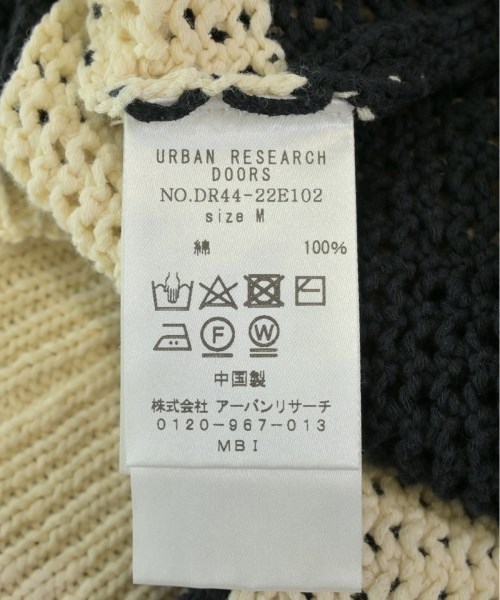 URBAN RESEARCH
DOORS
NO.DR44-22E102
size M
綿 100%
F W
中国製
株式会社 アーバンリサーチ
0120-967-013
MBI